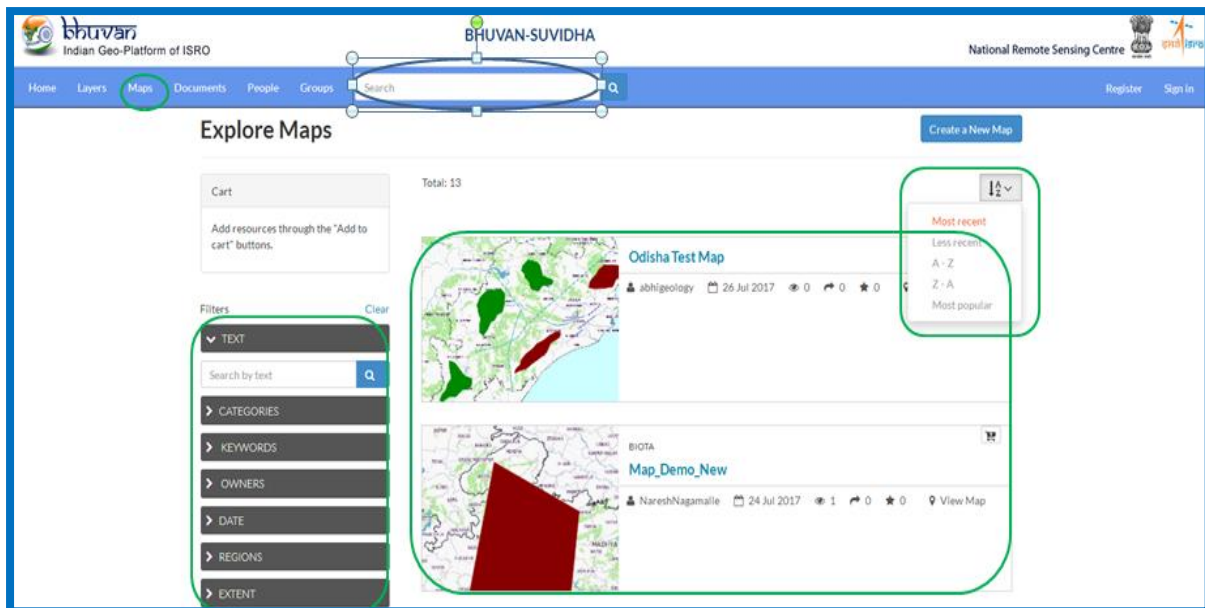 bhuvan
Indian Geo-Platform of ISRO
BHUVAN-SUVIDHA
National Remote Sensing Centre
इसरो isro
Home Layers Maps Documents People Groups Search Register Sign in
Explore Maps
Create a New Map
Cart
Add resources through the "Add to
cart" buttons.
Total: 13
Most recent
Less recent
A - Z
Z - A
Most popular
Filters Clear
TEXT
Search by text
CATEGORIES
KEYWORDS
OWNERS
DATE
REGIONS
EXTENT
Odisha Test Map
abhigeology 26 Jul 2017 0 0 0
BIOTA
Map_Demo_New
NareshNagamalle 24 Jul 2017 1 0 0 View Map